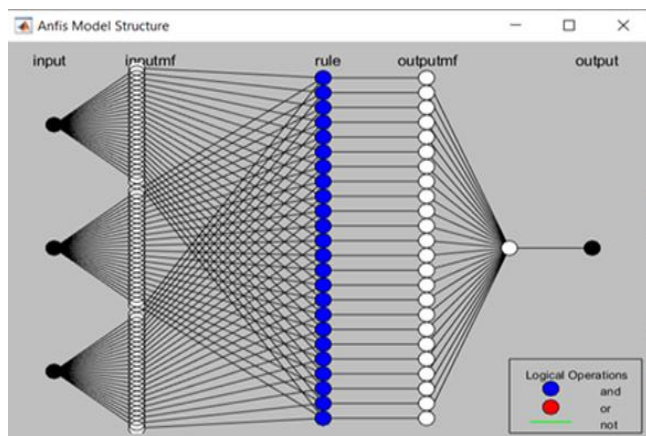 Anfis Model Structure
input inputmf rule outputmf output
Logical Operations
and
or
not